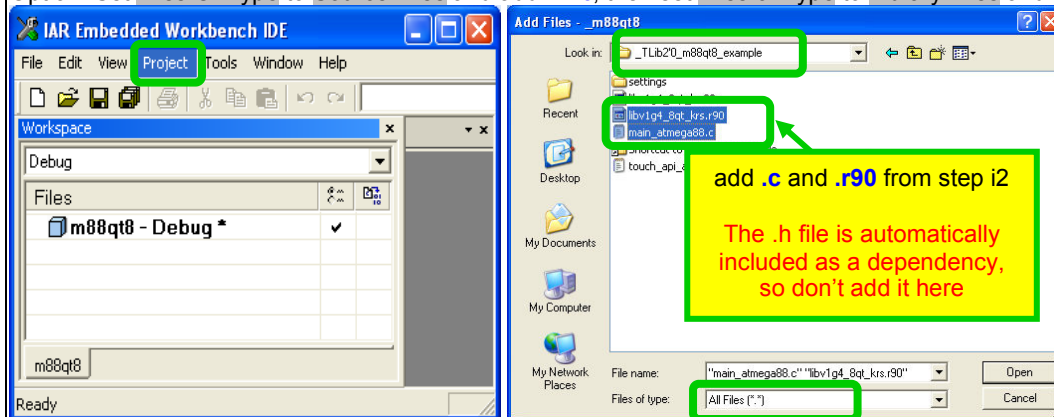 IAR Embedded Workbench IDE
File Edit View Project Tools Window Help
Workspace
Debug
Files
m88qt8 - Debug *
m88qt8
Ready
Add Files - _m88qt8
Look in: _TLib2'0_m88qt8_example
settings
libv1g4_8qt_krs.r90
main_atmega88.c
touch_api_
Recent
Desktop
My Documents
My Computer
My Network
Places
add .c and .r90 from step i2
The .h file is automatically
included as a dependency,
so don't add it here
File name: "main_atmega88.c" "libv1g4_8qt_krs.r90" Open
Files of type: All Files (*.*) Cancel